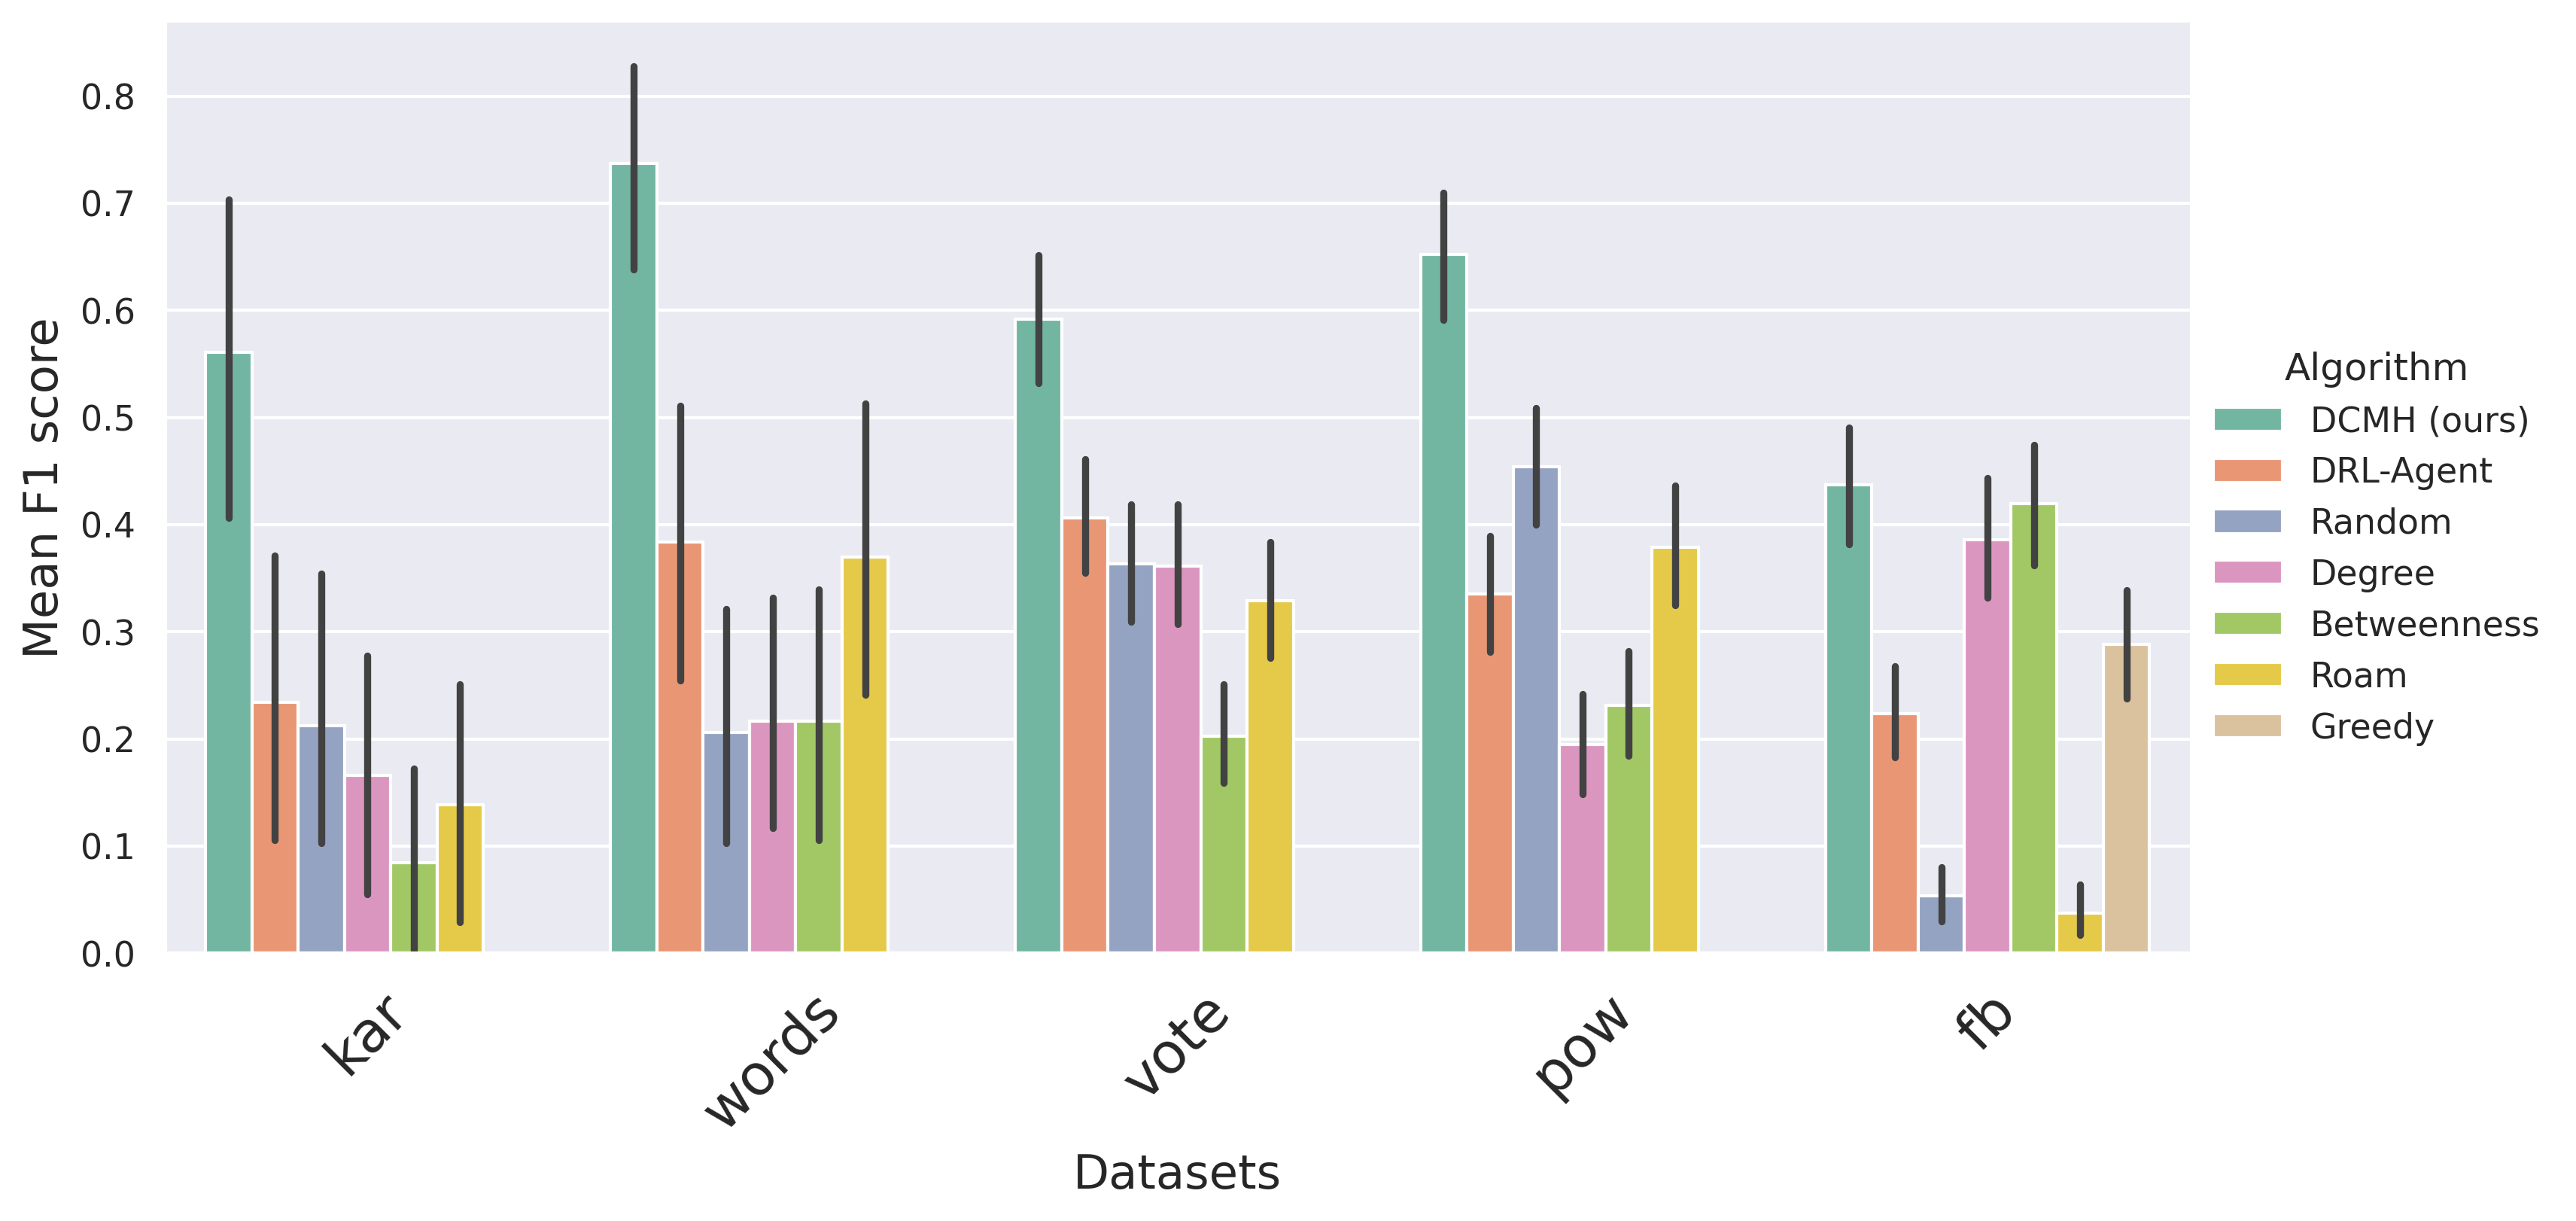 Mean F1 score
0.8
0.7
0.6
0.5
0.4
0.3
0.2
0.1
0.0
kar
words
vote
pow
fb
Datasets
Algorithm
DCMH (ours)
DRL-Agent
Random
Degree
Betweenness
Roam
Greedy